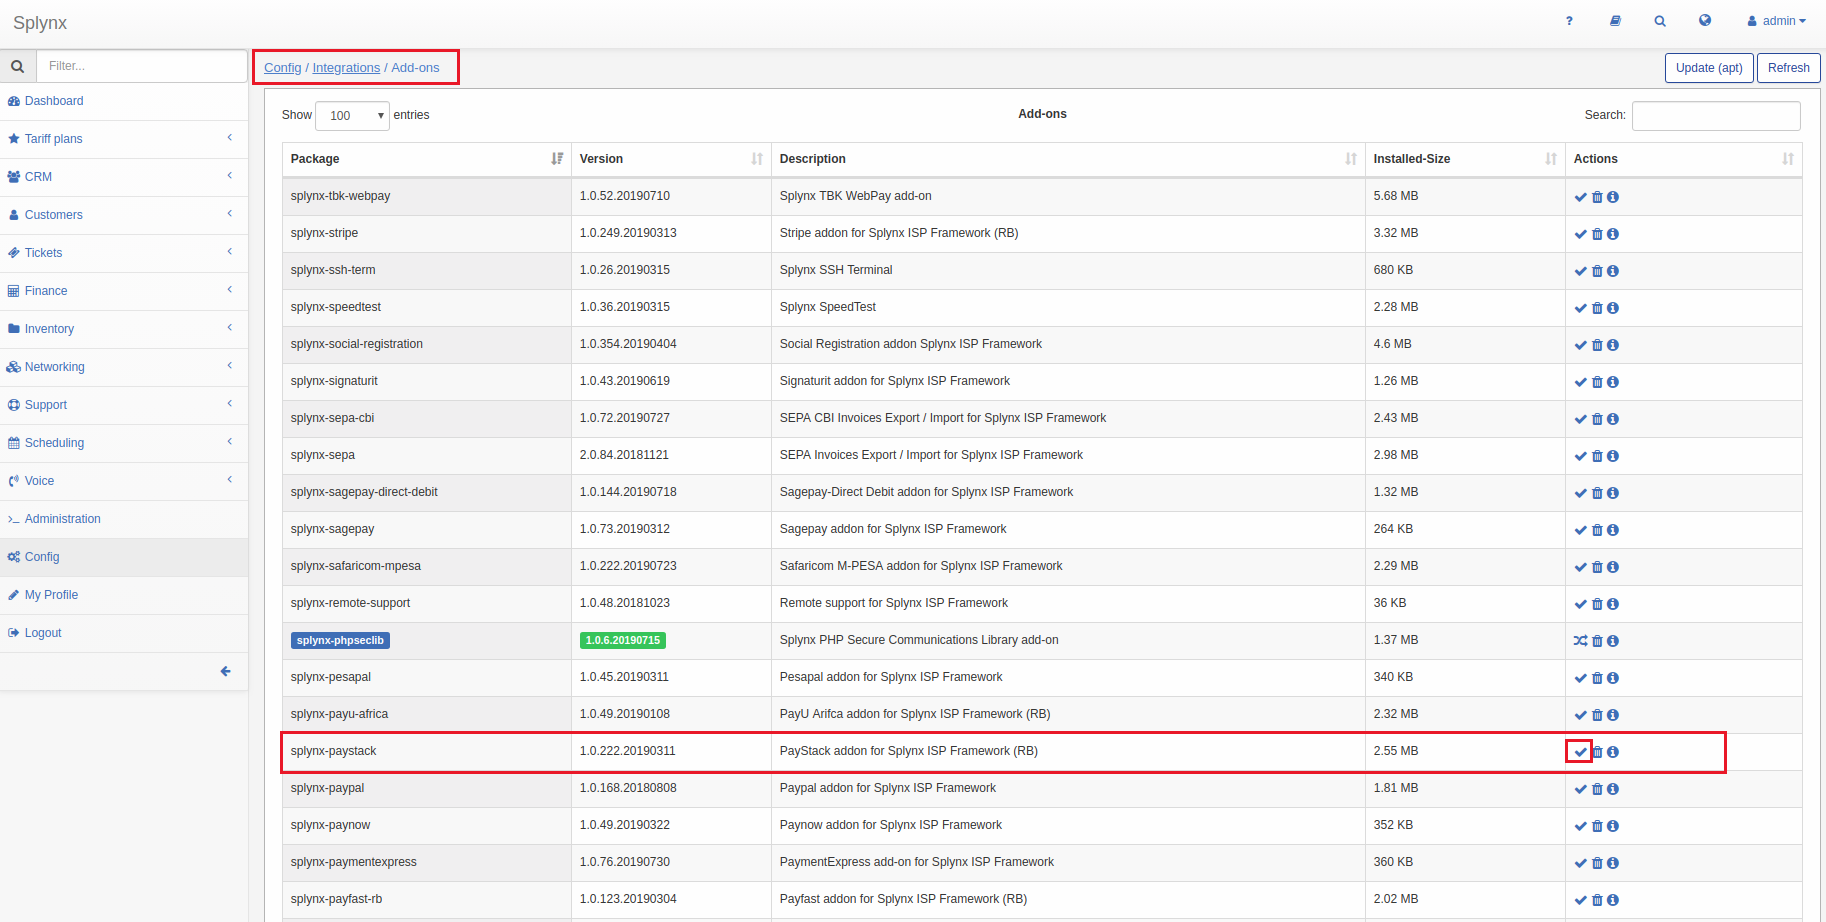 Splynx
? admin
Filter...
Config / Integrations / Add-ons
Update (apt) Refresh
Dashboard
Tariff plans
CRM
Customers
Tickets
Finance
Inventory
Networking
Support
Scheduling
Voice
Administration
Config
My Profile
Logout
Show 100 entries
Add-ons
Search:
Package Version Description Installed-Size Actions
splynx-tbk-webpay 1.0.52.20190710 Splynx TBK WebPay add-on 5.68 MB
splynx-stripe 1.0.249.20190313 Stripe addon for Splynx ISP Framework (RB) 3.32 MB
splynx-ssh-term 1.0.26.20190315 Splynx SSH Terminal 680 KB
splynx-speedtest 1.0.36.20190315 Splynx SpeedTest 2.28 MB
splynx-social-registration 1.0.354.20190404 Social Registration addon Splynx ISP Framework 4.6 MB
splynx-signaturit 1.0.43.20190619 Signaturit addon for Splynx ISP Framework 1.26 MB
splynx-sepa-cbi 1.0.72.20190727 SEPA CBI Invoices Export / Import for Splynx ISP Framework 2.43 MB
splynx-sepa 2.0.84.20181121 SEPA Invoices Export / Import for Splynx ISP Framework 2.98 MB
splynx-sagepay-direct-debit 1.0.144.20190718 Sagepay-Direct Debit addon for Splynx ISP Framework 1.32 MB
splynx-sagepay 1.0.73.20190312 Sagepay addon for Splynx ISP Framework 264 KB
splynx-safaricom-mpesa 1.0.222.20190723 Safaricom M-PESA addon for Splynx ISP Framework 2.29 MB
splynx-remote-support 1.0.48.20181023 Remote support for Splynx ISP Framework 36 KB
splynx-phpseclib 1.0.6.20190715 Splynx PHP Secure Communications Library add-on 1.37 MB
splynx-pesapal 1.0.45.20190311 Pesapal addon for Splynx ISP Framework 340 KB
splynx-payu-africa 1.0.49.20190108 PayU Arifca addon for Splynx ISP Framework (RB) 2.32 MB
splynx-paystack 1.0.222.20190311 PayStack addon for Splynx ISP Framework (RB) 2.55 MB
splynx-paypal 1.0.168.20180808 Paypal addon for Splynx ISP Framework 1.81 MB
splynx-paynow 1.0.49.20190322 Paynow addon for Splynx ISP Framework 352 KB
splynx-paymentexpress 1.0.76.20190730 PaymentExpress add-on for Splynx ISP Framework 360 KB
splynx-payfast-rb 1.0.123.20190304 Payfast addon for Splynx ISP Framework (RB) 2.02 MB